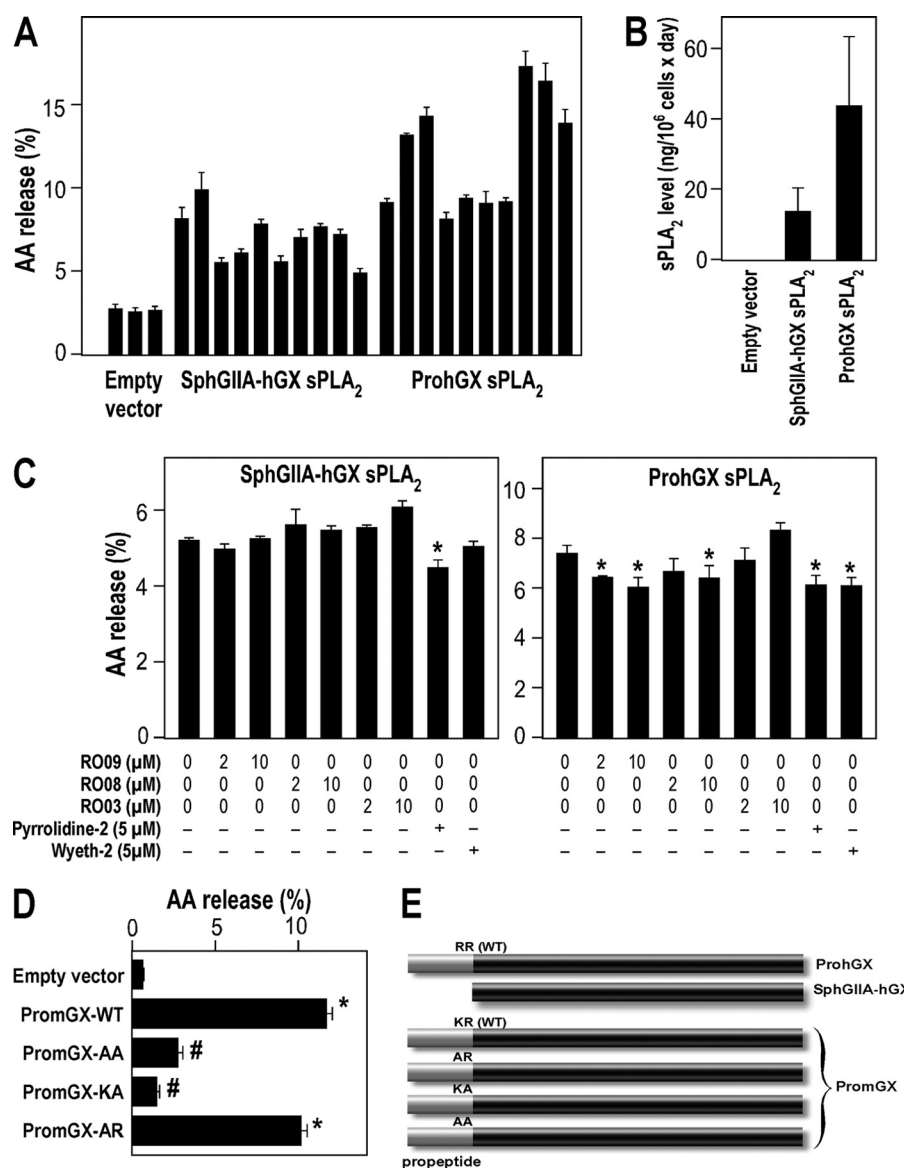 A
AA release (%)
15
10
5
0
Empty vector
SphGIIA-hGX sPLA2
ProhGX sPLA2
B
sPLA2 level (ng/10⁶ cells x day)
60
40
20
0
Empty vector
SphGIIA-hGX sPLA2
ProhGX sPLA2
C
AA release (%)
SphGIIA-hGX sPLA2
6
4
2
0
* 
ProhGX sPLA2
10
8
6
4
2
0
* * * * *
RO09 (µM) 0 2 10 0 0 0 0 0 0 0 2 10 0 0 0 0 0 0
RO08 (µM) 0 0 0 2 10 0 0 0 0 0 0 0 2 10 0 0 0 0
RO03 (µM) 0 0 0 0 0 2 10 0 0 0 0 0 0 0 2 10 0 0
Pyrrolidine-2 (5 µM) – – – – – – – + – – – – – – – – + –
Wyeth-2 (5µM) – – – – – – – – + – – – – – – – – +
D
AA release (%)
0 5 10
Empty vector
PromGX-WT *
PromGX-AA #
PromGX-KA #
PromGX-AR *
E
RR (WT)
ProhGX
SphGIIA-hGX
KR (WT)
AR
KA
AA
PromGX
propeptide